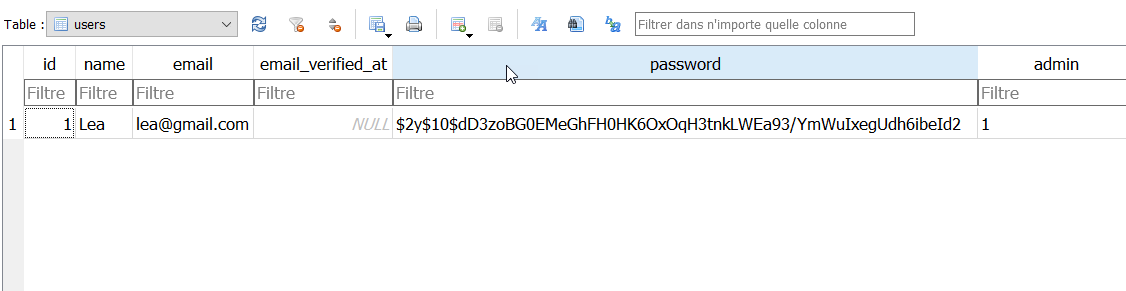 Table : users Filtrer dans n'importe quelle colonne
id name email email_verified_at password admin
Filtre Filtre Filtre Filtre Filtre Filtre
1 1 Lea lea@gmail.com NULL $2y$10$dD3zoBG0EMeGhFH0HK6OxOqH3tnkLWEa93/YmWuIxegUdh6ibeId2 1